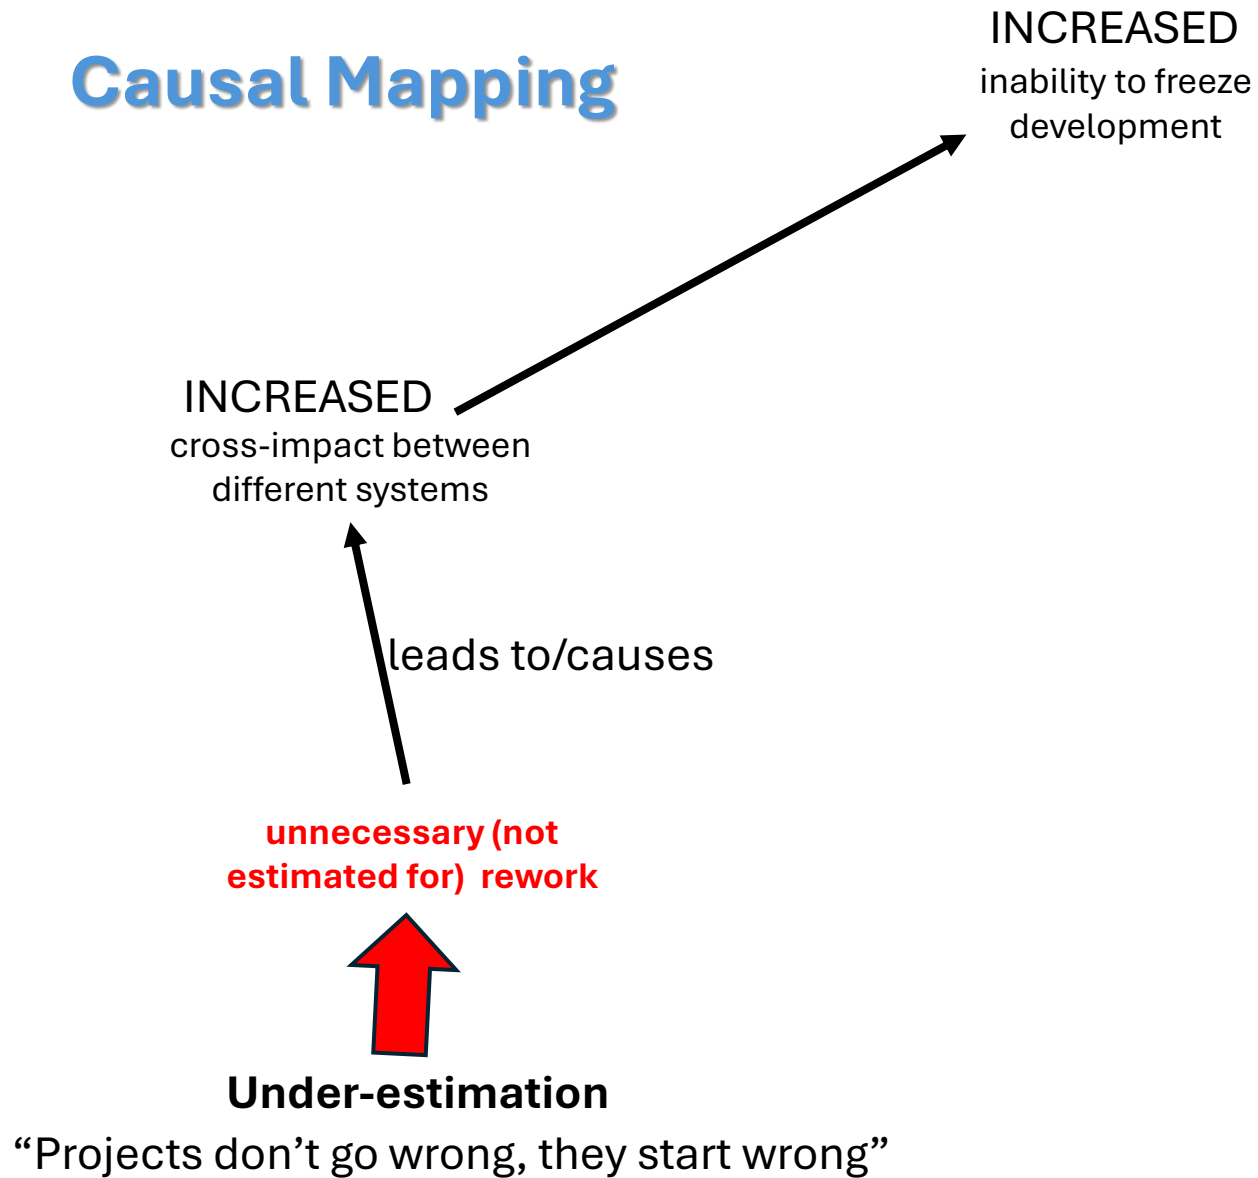 Causal Mapping
INCREASED
inability to freeze
development
INCREASED
cross-impact between
different systems
leads to/causes
unnecessary (not
estimated for)  rework
Under-estimation
“Projects don’t go wrong, they start wrong”